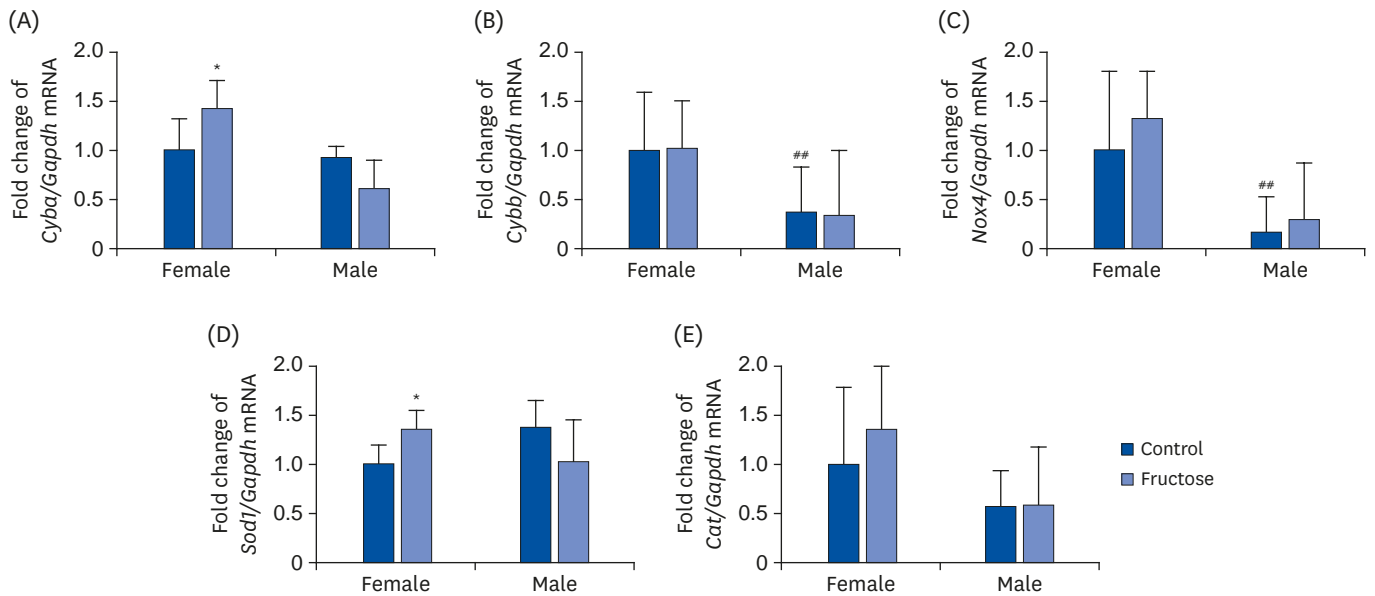 (A)
Fold change of
Cyba/Gapdh mRNA
2.0
1.5
1.0
0.5
0
*
Female
Male
(B)
Fold change of
Cybb/Gapdh mRNA
2.0
1.5
1.0
0.5
0
##
Female
Male
(C)
Fold change of
Nox4/Gapdh mRNA
2.0
1.5
1.0
0.5
0
##
Female
Male
(D)
Fold change of
Sod1/Gapdh mRNA
2.0
1.5
1.0
0.5
0
*
Female
Male
(E)
Fold change of
Cat/Gapdh mRNA
2.0
1.5
1.0
0.5
0
Female
Male
Control
Fructose